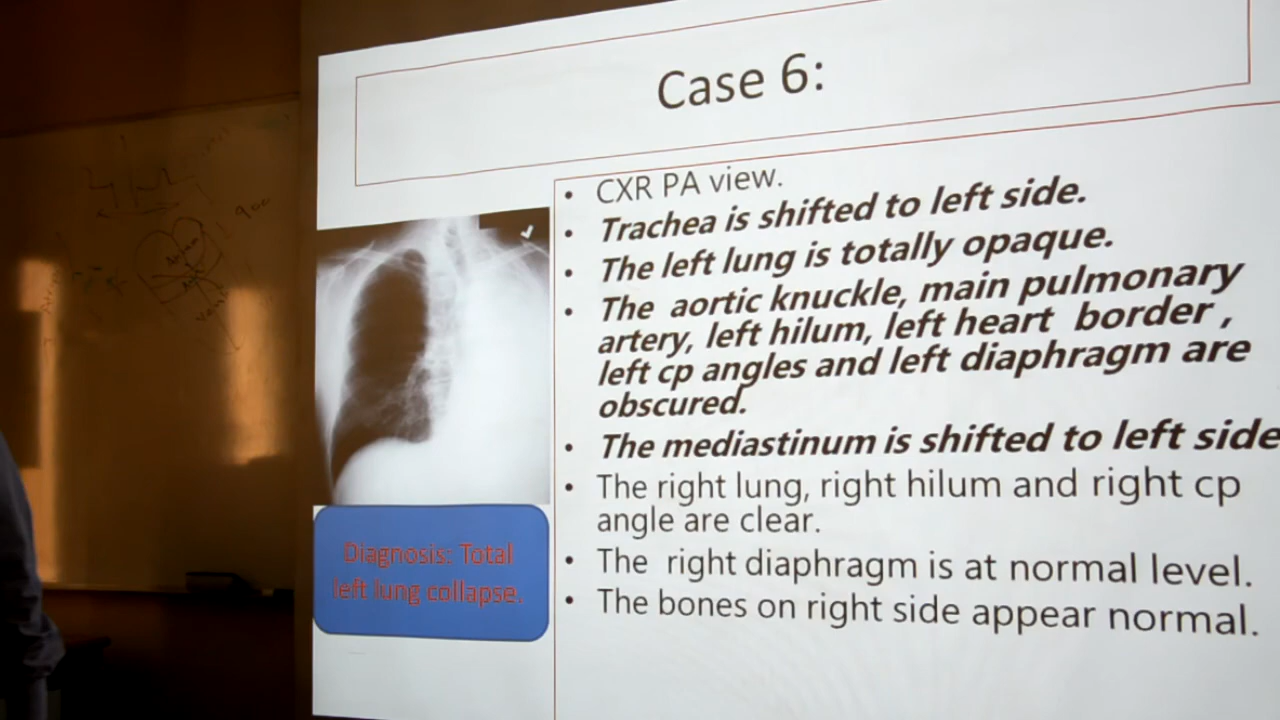 Case 6:
• CXR PA view.
• Trachea is shifted to left side.
• The left lung is totally opaque.
• The aortic knuckle, main pulmonary
artery, left hilum, left heart border ,
left cp angles and left diaphragm are
obscured.
• The mediastinum is shifted to left side
• The right lung, right hilum and right cp
angle are clear.
• The right diaphragm is at normal level.
• The bones on right side appear normal.
Diagnosis: Total
left lung collapse.